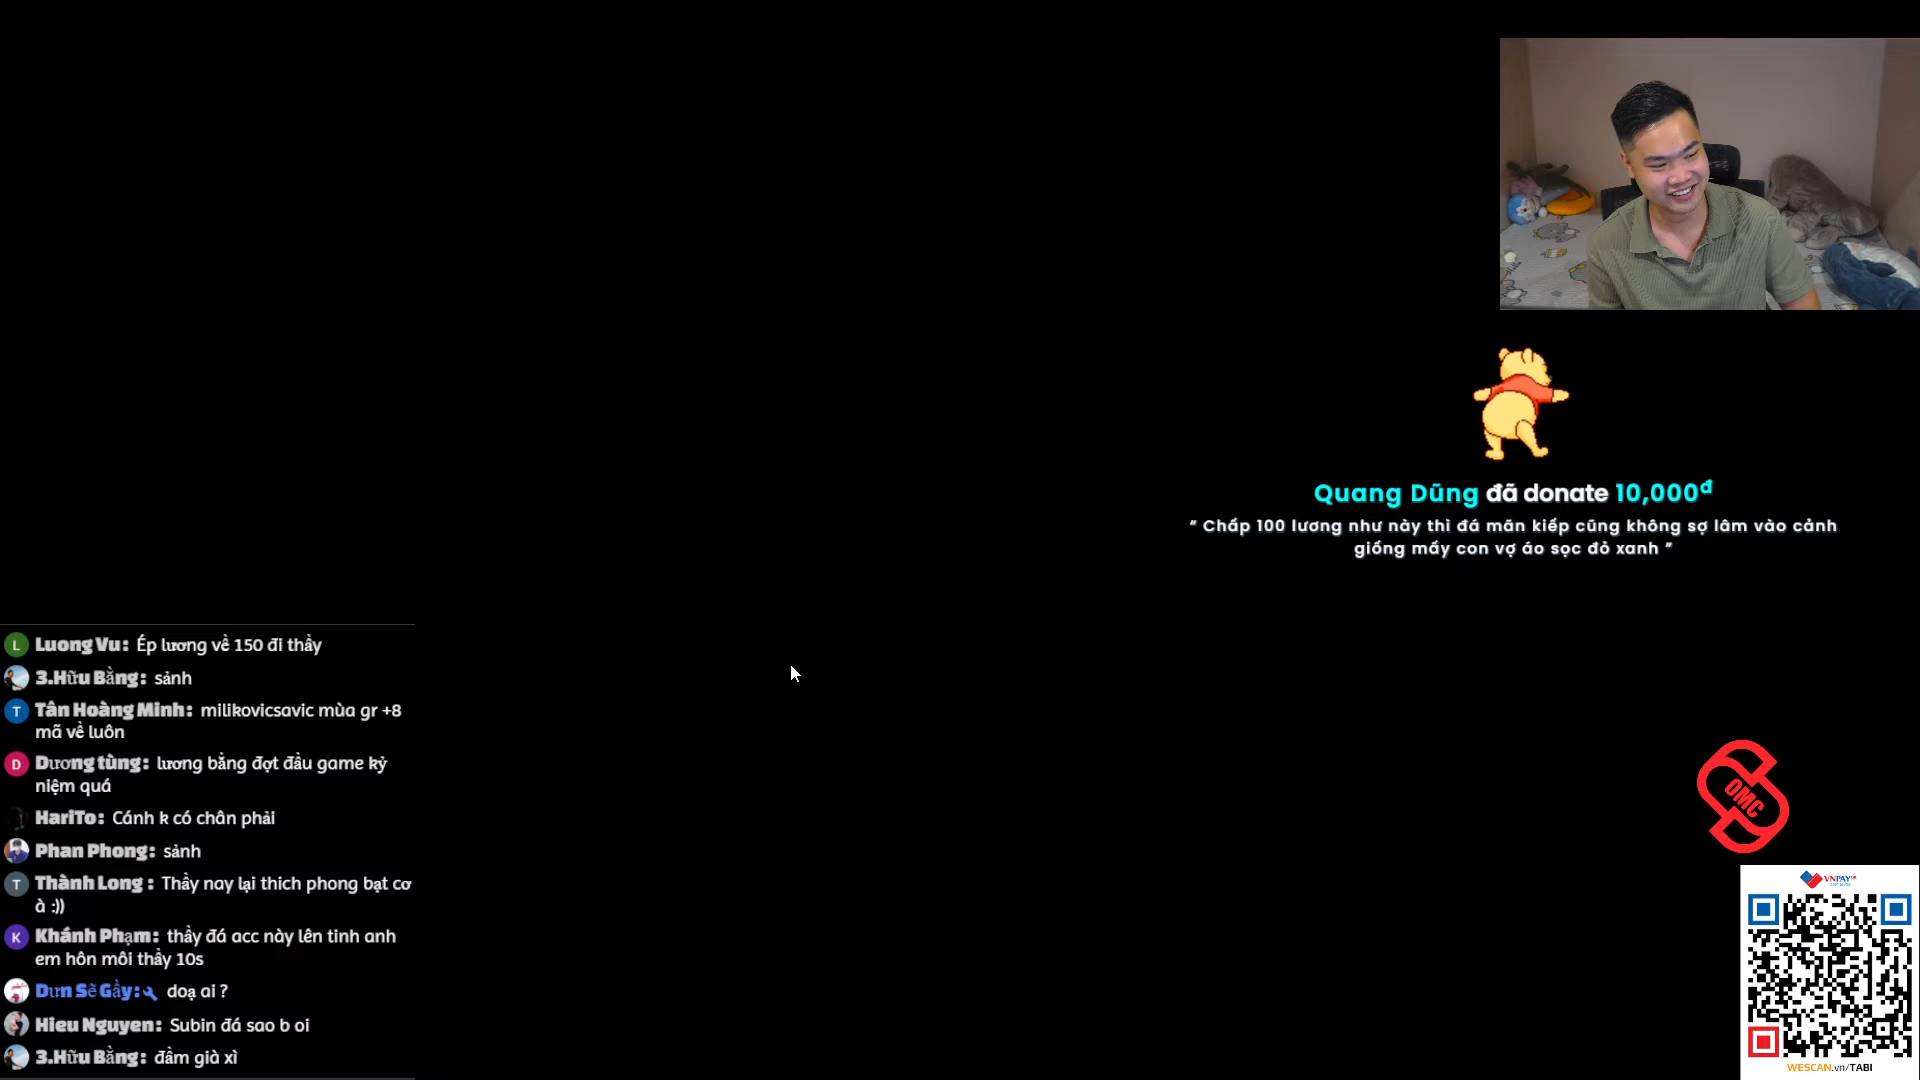 Quang Dũng đã donate 10,000đ
“ Chấp 100 lương như này thì đá mãn kiếp cũng không sợ lâm vào cảnh
giống mấy con vợ áo sọc đỏ xanh ”
Luong Vu: Ép lương về 150 đi thầy
3.Hữu Bằng: sảnh
Tân Hoàng Minh: milikovicsavic mùa gr +8
mã về luôn
Dương tùng: lương bằng đợt đầu game kỷ
niệm quá
HariTo: Cánh k có chân phải
Phan Phong: sảnh
Thành Long : Thầy nay lại thich phong bạt cơ
à :))
Khánh Phạm: thầy đá acc này lên tinh anh
em hôn môi thầy 10s
Dưn Sẽ Gầy: doạ ai ?
Hieu Nguyen: Subin đá sao b oi
3.Hữu Bằng: đầm già xì
L
T
D
T
K
OMC
VNPAY
WESCAN.vn/TABI